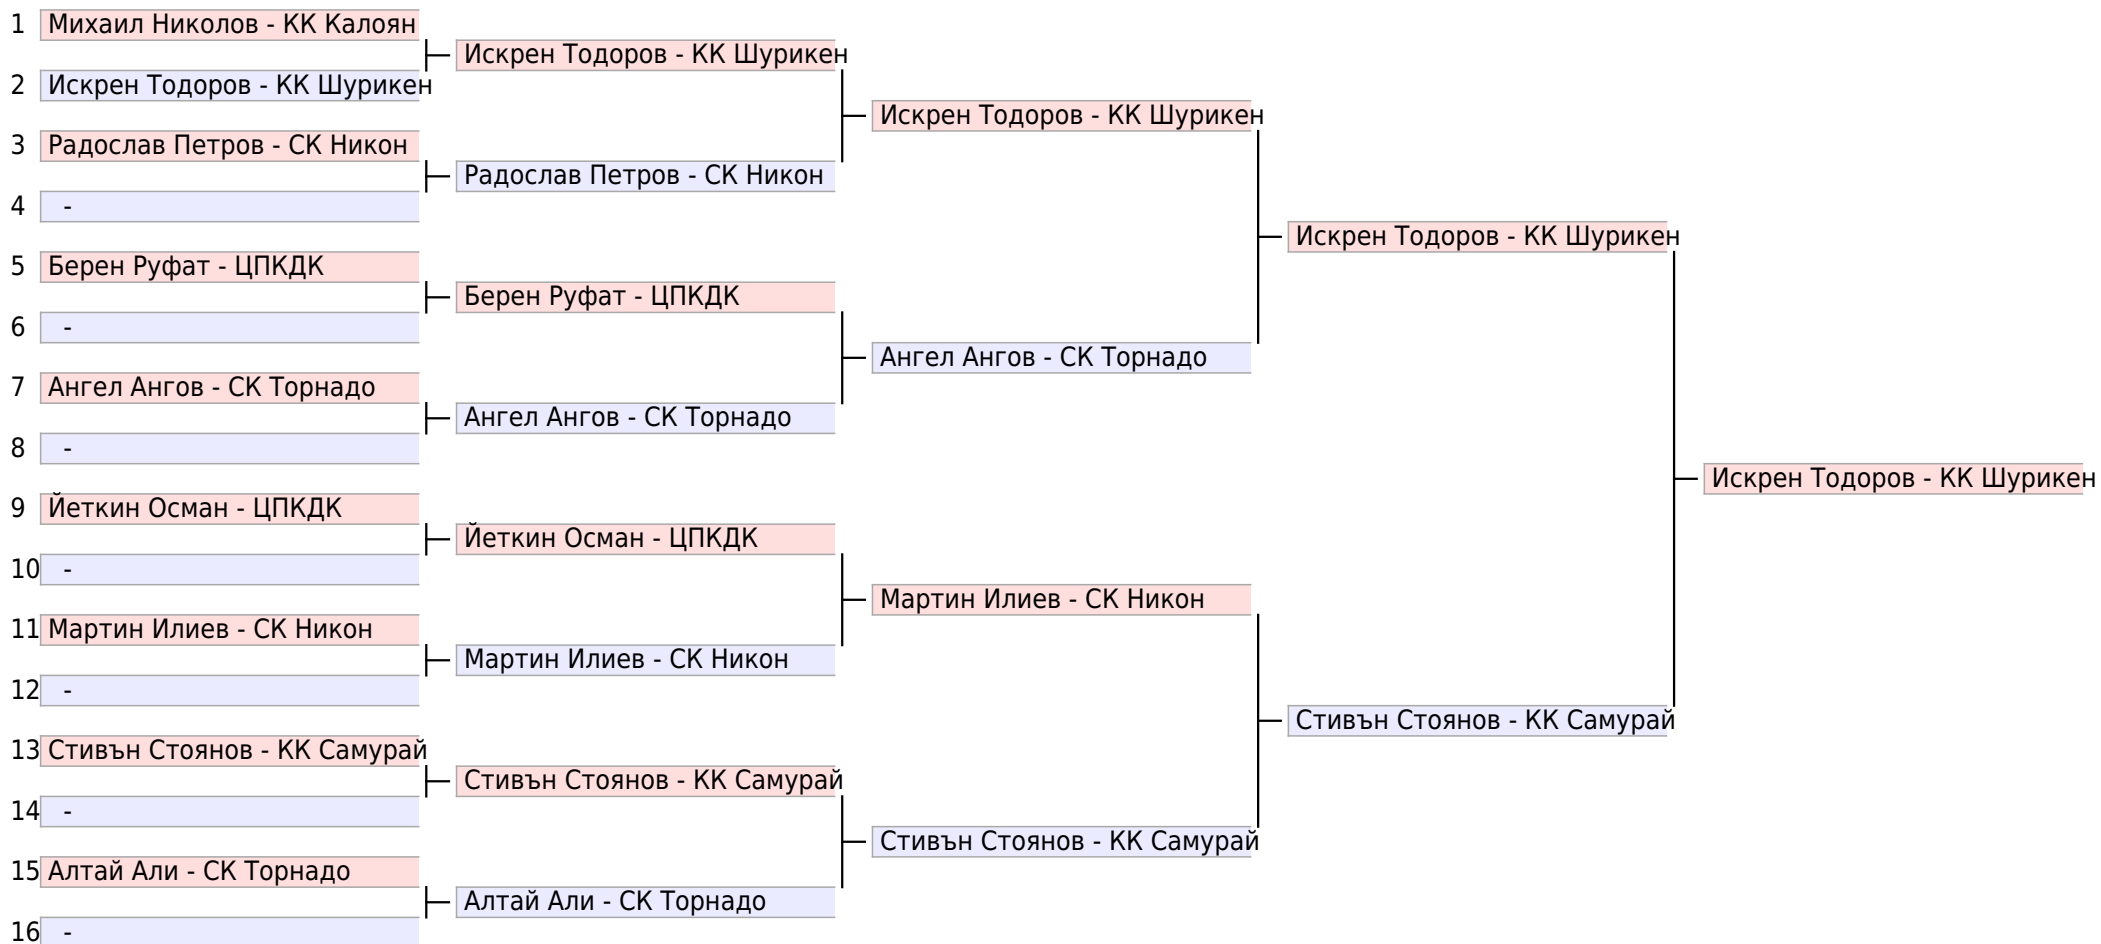 1 Михаил Николов - КК Калоян
Искрен Тодоров - КК Шурикен
2 Искрен Тодоров - КК Шурикен
Искрен Тодоров - КК Шурикен
3 Радослав Петров - СК Никон
Радослав Петров - СК Никон
4 -
Искрен Тодоров - КК Шурикен
5 Берен Руфат - ЦПКДК
Берен Руфат - ЦПКДК
6 -
Ангел Ангов - СК Торнадо
7 Ангел Ангов - СК Торнадо
Ангел Ангов - СК Торнадо
8 -
Искрен Тодоров - КК Шурикен
9 Йеткин Осман - ЦПКДК
Йеткин Осман - ЦПКДК
10 -
Мартин Илиев - СК Никон
11 Мартин Илиев - СК Никон
Мартин Илиев - СК Никон
12 -
Стивън Стоянов - КК Самурай
13 Стивън Стоянов - КК Самурай
Стивън Стоянов - КК Самурай
14 -
Стивън Стоянов - КК Самурай
15 Алтай Али - СК Торнадо
Алтай Али - СК Торнадо
16 -